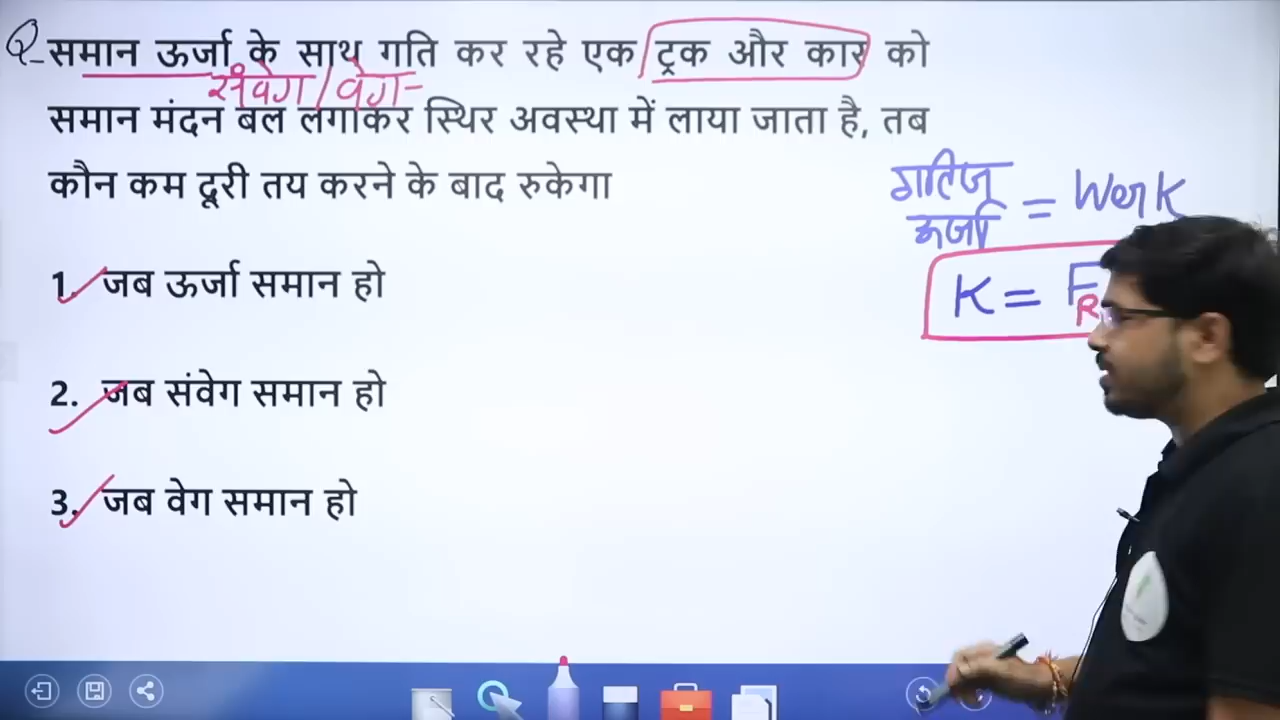 Q- समान ऊर्जा के साथ गति कर रहे एक ट्रक और कार को
संवेग / वेग -
समान मंदन बल लगाकर स्थिर अवस्था में लाया जाता है, तब
कौन कम दूरी तय करने के बाद रुकेगा
गतिज
ऊर्जा = Work
K = F
R
1. जब ऊर्जा समान हो
2. जब संवेग समान हो
3. जब वेग समान हो